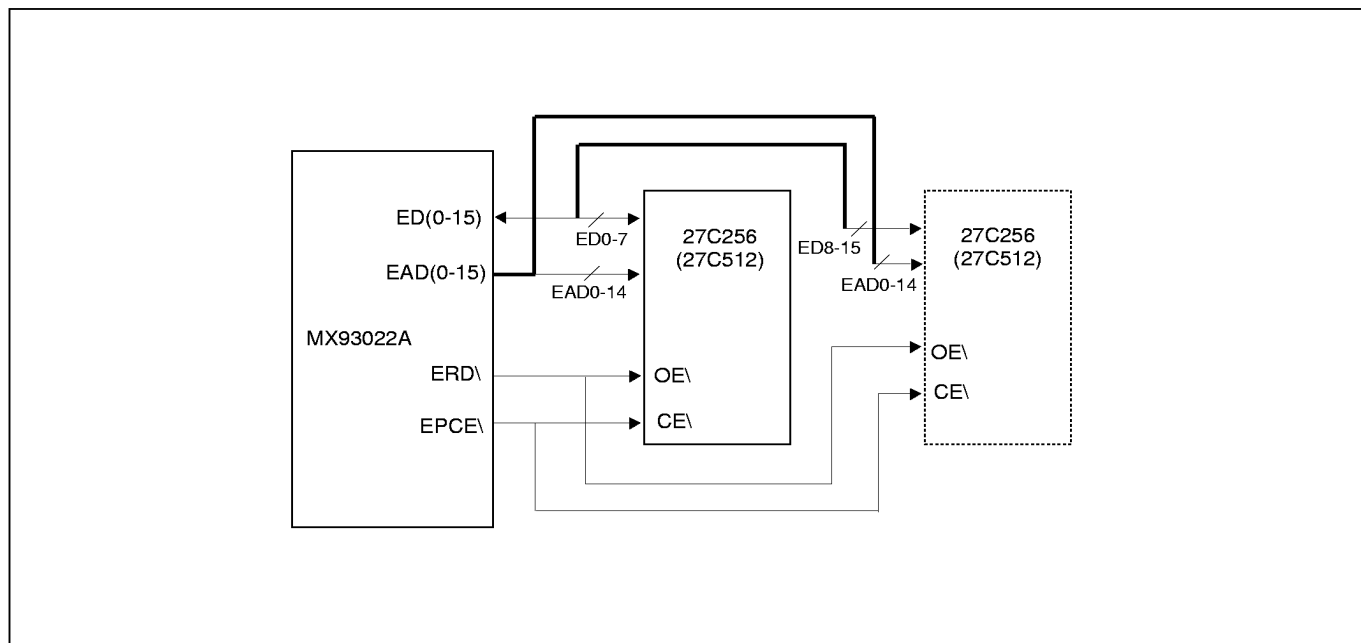 ED(0-15)
EAD(0-15)
MX93022A
ERD\
EPCE\
ED0-7
EAD0-14
27C256
(27C512)
OE\
CE\
ED8-15
EAD0-14
27C256
(27C512)
OE\
CE\